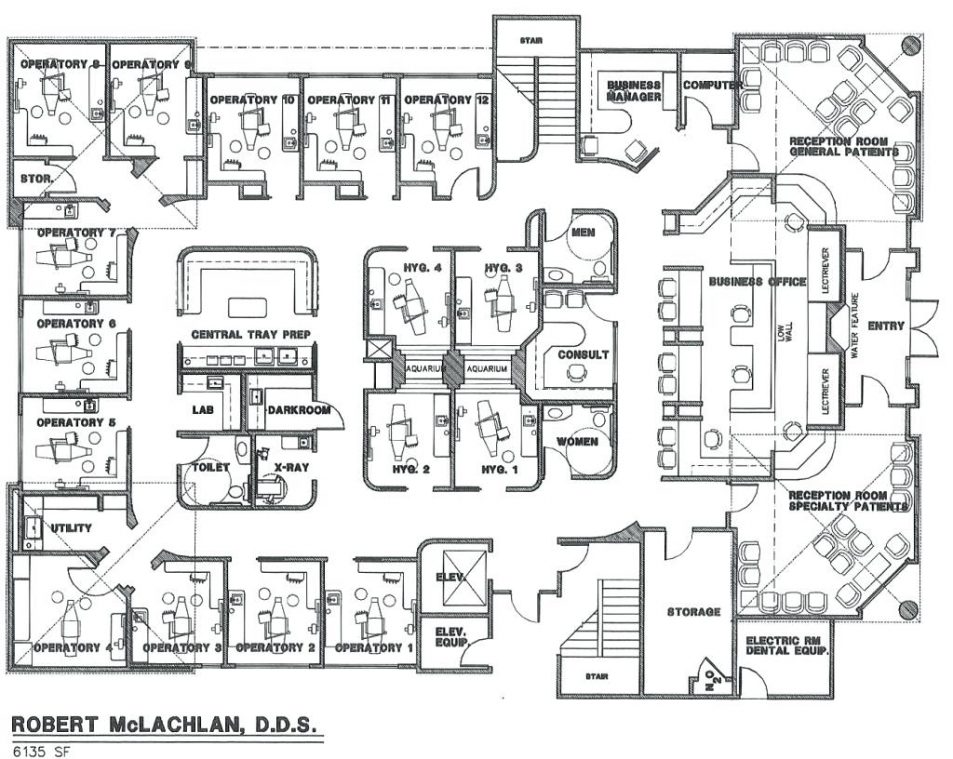 STAIR
OPERATORY 8
OPERATORY 9
OPERATORY 10
OPERATORY 11
OPERATORY 12
BUSINESS
MANAGER
COMPUTER
RECEPTION ROOM
GENERAL PATIENTS
STOR.
OPERATORY 7
MEN
HYG. 4
HYG. 3
BUSINESS OFFICE
LECTRIEVER
OPERATORY 6
CENTRAL TRAY PREP
CONSULT
LOW
WALL
WATER FEATURE
ENTRY
AQUARIUM
AQUARIUM
LECTRIEVER
LAB
DARKROOM
OPERATORY 5
TOILET
X-RAY
HYG. 2
HYG. 1
WOMEN
RECEPTION ROOM
SPECIALTY PATIENTS
UTILITY
ELEV.
STORAGE
ELEV.
EQUIP.
ELECTRIC RM
DENTAL EQUIP.
OPERATORY 4
OPERATORY 3
OPERATORY 2
OPERATORY 1
STAIR
N2O
ROBERT McLACHLAN, D.D.S.
6135 SF